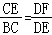 CE/BC = DF/DE